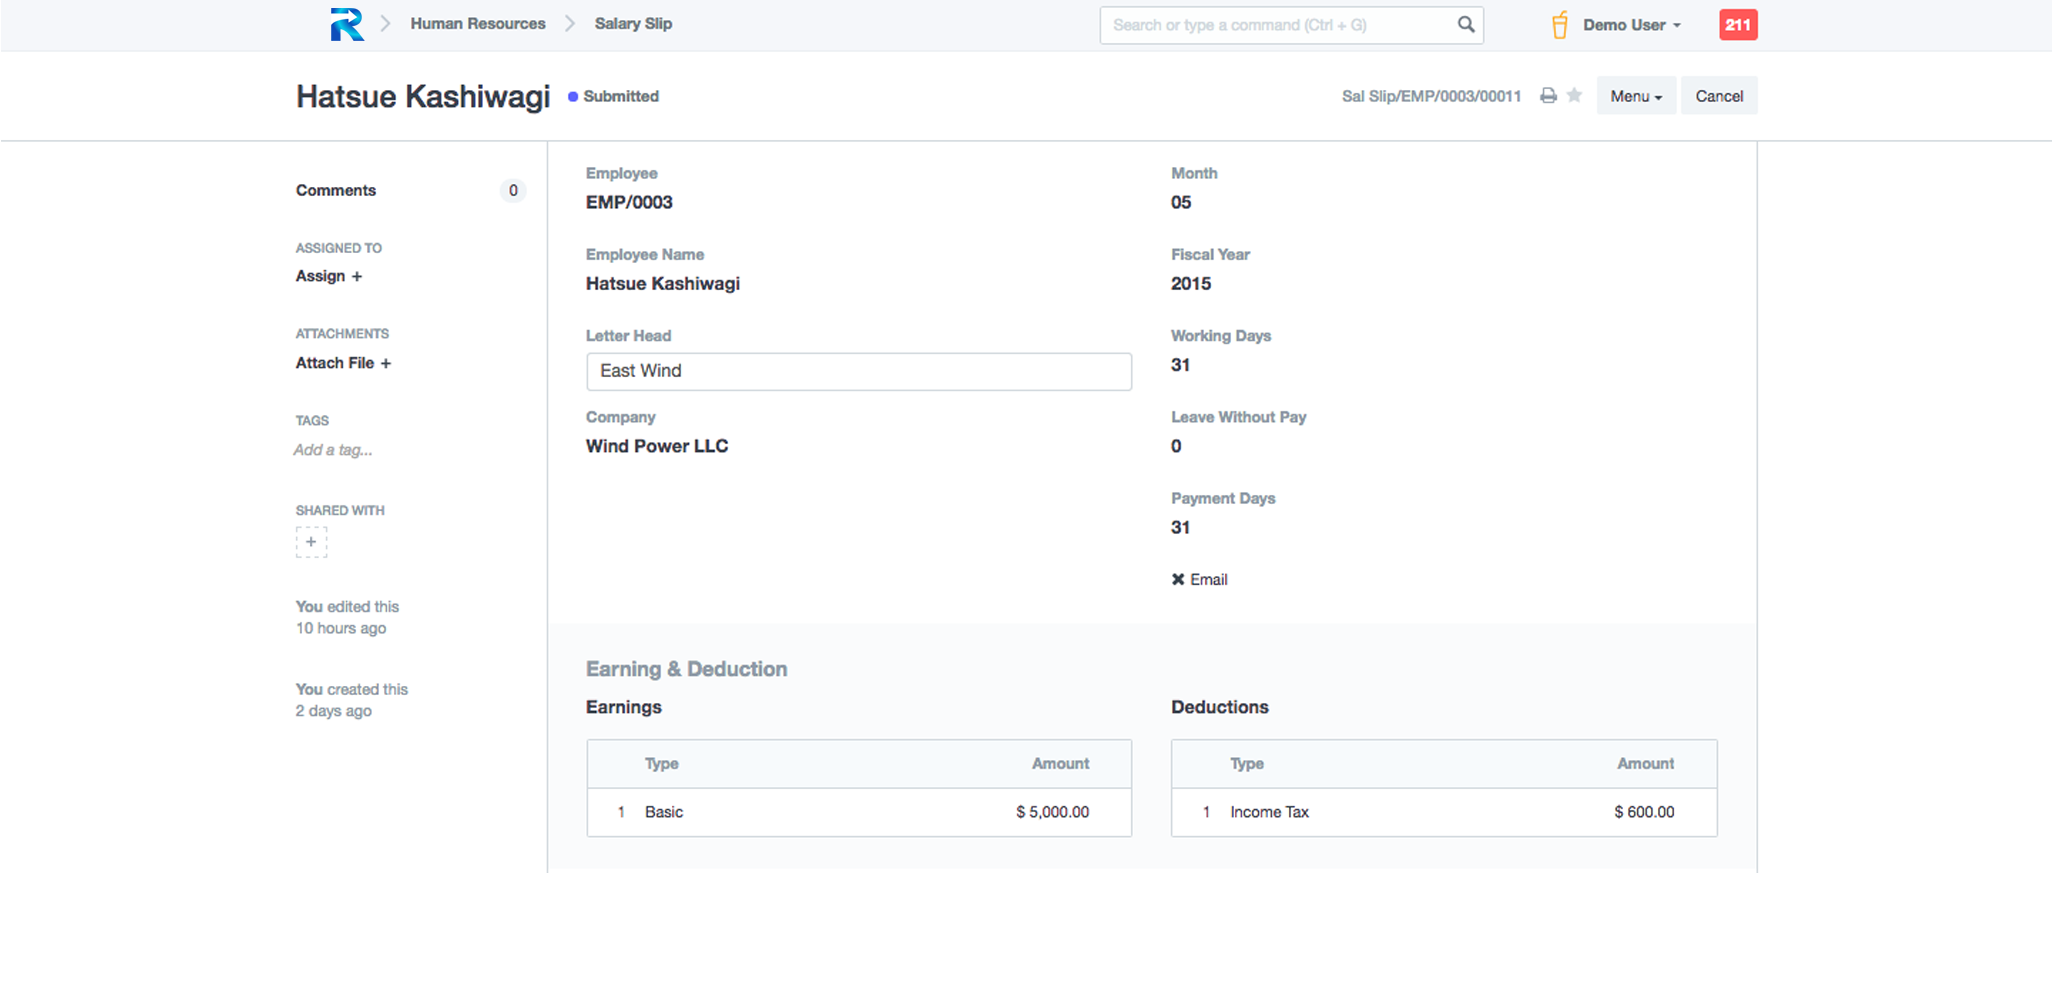 Human Resources
Salary Slip
Search or type a command (Ctrl + G)
Demo User
211
Hatsue Kashiwagi
Submitted
Sal Slip/EMP/0003/00011
Menu
Cancel
Comments
0
ASSIGNED TO
Assign +
ATTACHMENTS
Attach File +
TAGS
Add a tag...
SHARED WITH
+
You edited this
10 hours ago
You created this
2 days ago
Employee
EMP/0003
Employee Name
Hatsue Kashiwagi
Letter Head
East Wind
Company
Wind Power LLC
Month
05
Fiscal Year
2015
Working Days
31
Leave Without Pay
0
Payment Days
31
Email
Earning & Deduction
Earnings
Type Amount
1 Basic $ 5,000.00
Deductions
Type Amount
1 Income Tax $ 600.00